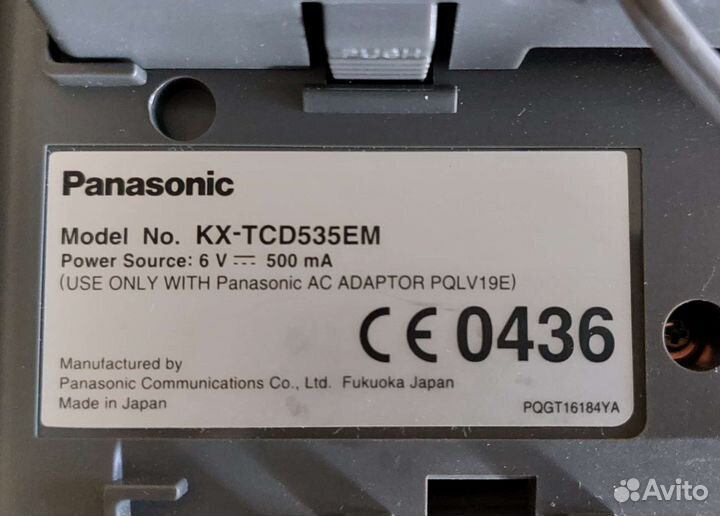 PUSH
Panasonic
Model No. KX-TCD535EM
Power Source: 6 V ⎓ 500 mA
(USE ONLY WITH Panasonic AC ADAPTOR PQLV19E)
CE 0436
Manufactured by
Panasonic Communications Co., Ltd. Fukuoka Japan
Made in Japan
PQGT16184YA
Avito